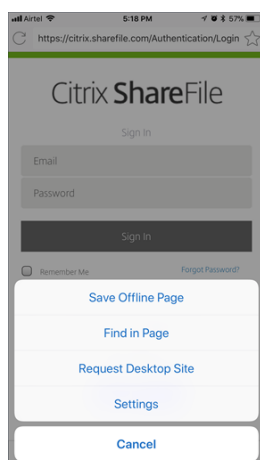 Airtel 5:18 PM 57%
https://citrix.sharefile.com/Authentication/Login
Citrix ShareFile
Sign In
Email
Password
Sign In
Remember Me Forgot Password?
Save Offline Page
Find in Page
Request Desktop Site
Settings
Cancel